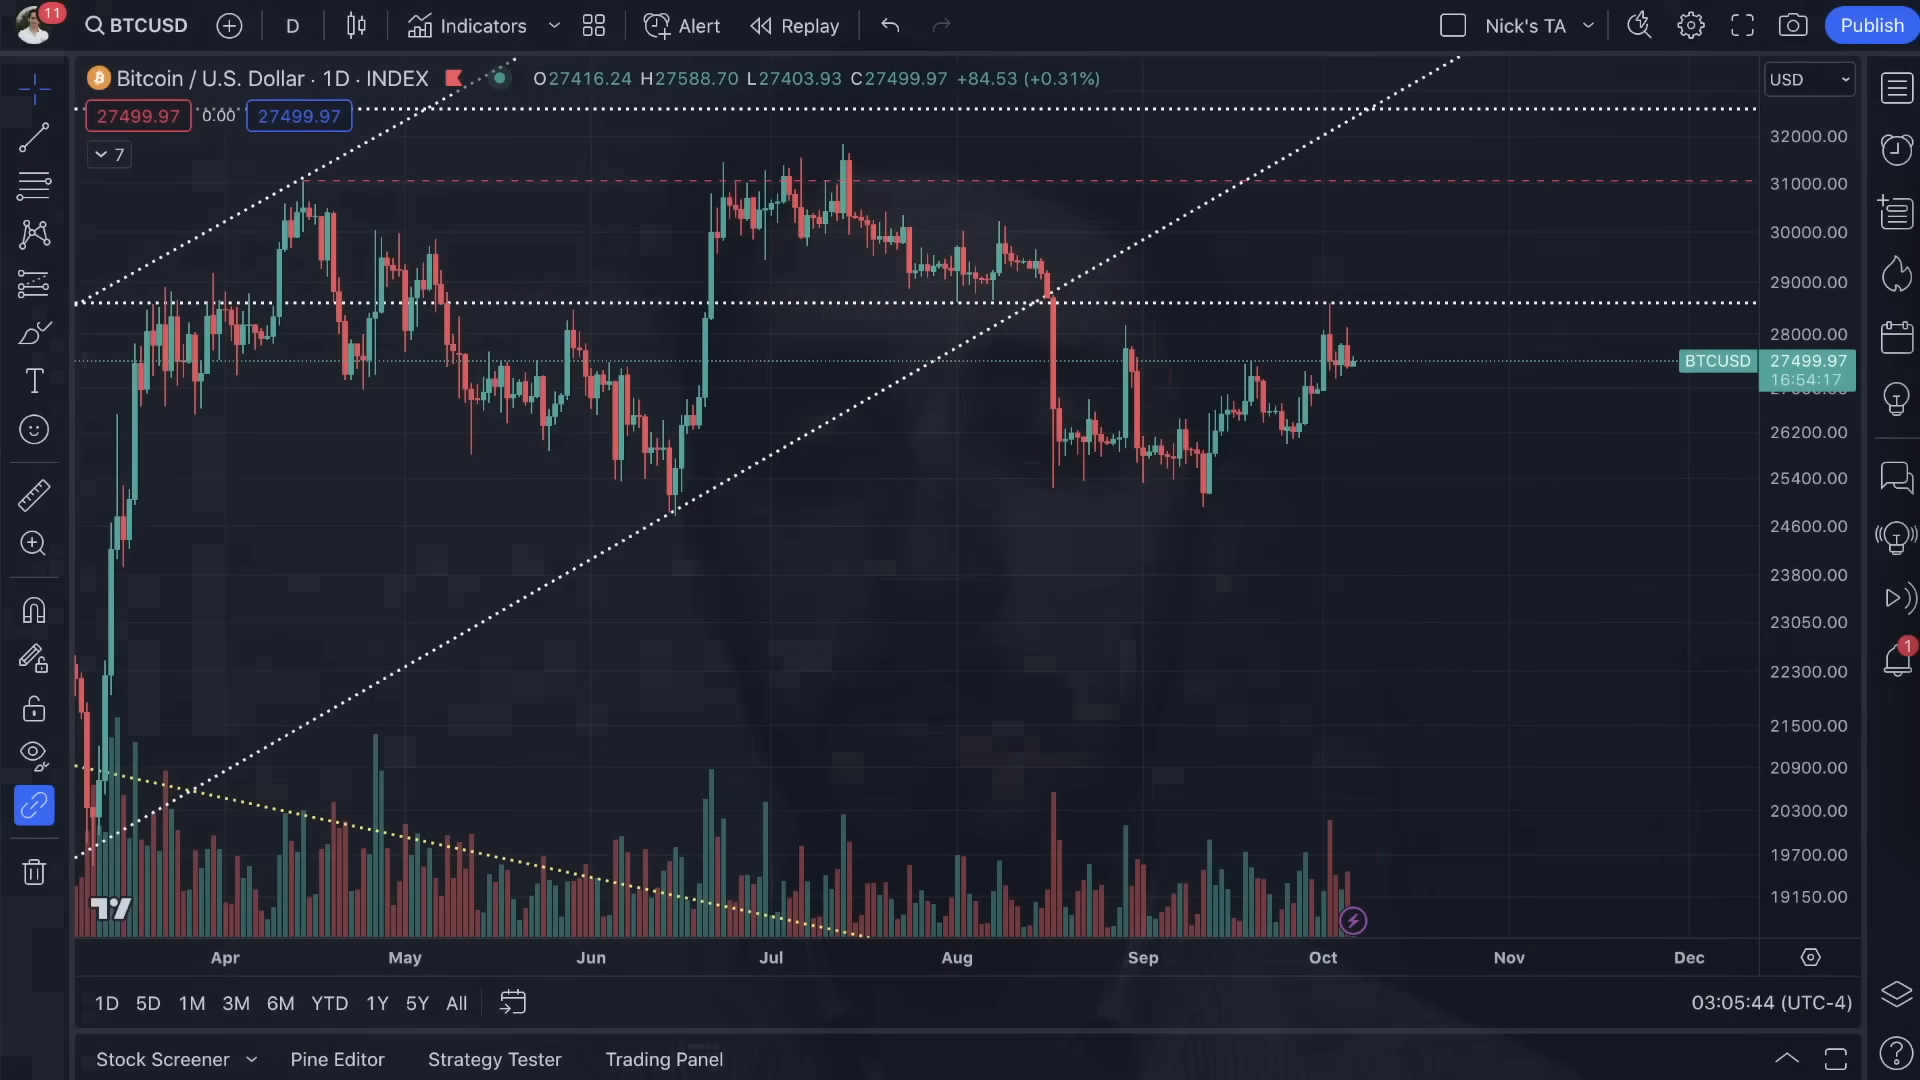 11
BTCUSD
D
Indicators
Alert
Replay
Nick's TA
Publish
Bitcoin / U.S. Dollar · 1D · INDEX
O27416.24 H27588.70 L27403.93 C27499.97 +84.53 (+0.31%)
USD
27499.97
0.00
27499.97
7
32000.00
31000.00
30000.00
29000.00
28000.00
BTCUSD
27499.97
16:54:17
26200.00
25400.00
24600.00
23800.00
23050.00
22300.00
21500.00
20900.00
20300.00
19700.00
19150.00
1
Apr
May
Jun
Jul
Aug
Sep
Oct
Nov
Dec
1D 5D 1M 3M 6M YTD 1Y 5Y All
03:05:44 (UTC-4)
Stock Screener
Pine Editor
Strategy Tester
Trading Panel